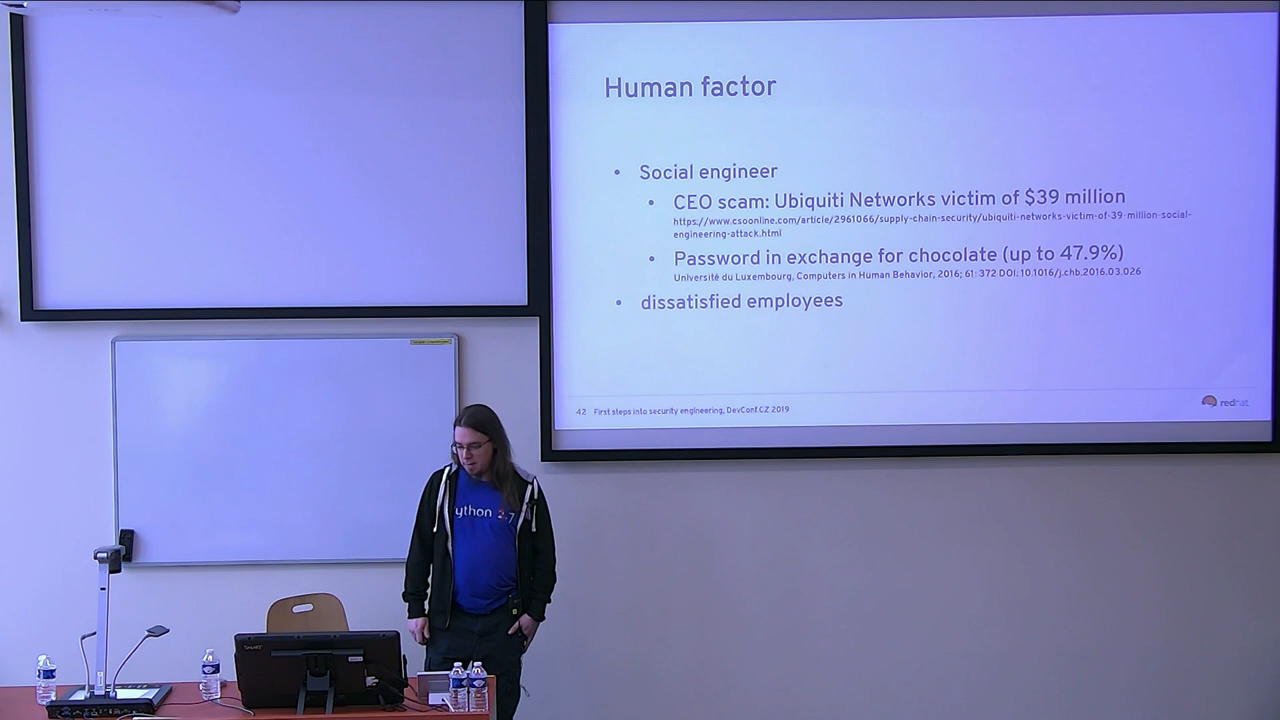 Human factor
• Social engineer
• CEO scam: Ubiquiti Networks victim of $39 million
https://www.csoonline.com/article/2961066/supply-chain-security/ubiquiti-networks-victim-of-39-million-social-
engineering-attack.html
• Password in exchange for chocolate (up to 47.9%)
Université du Luxembourg, Computers in Human Behavior, 2016; 61: 372 DOI: 10.1016/j.chb.2016.03.026
• dissatisfied employees
42 First steps into security engineering, DevConf.CZ 2019
redhat
ython 2.7